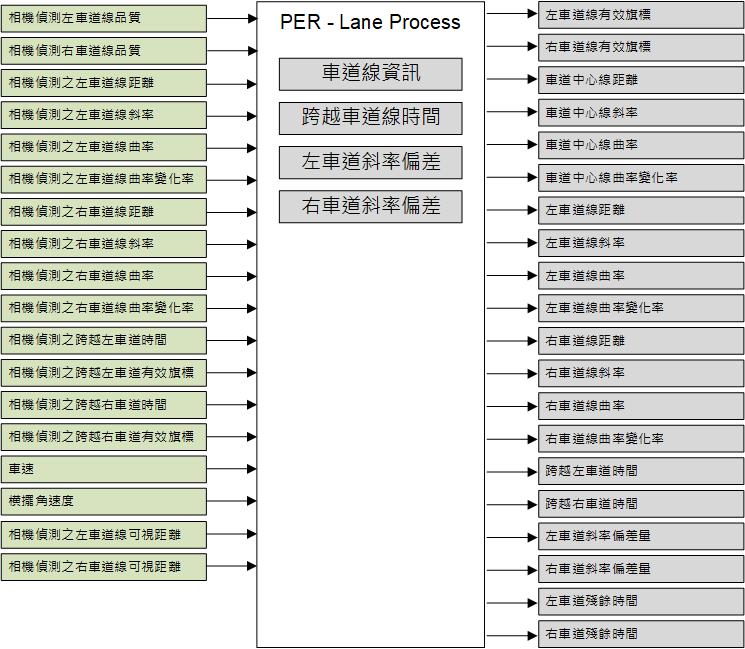 相機偵測左車道線品質
相機偵測右車道線品質
相機偵測之左車道線距離
相機偵測之左車道線斜率
相機偵測之左車道線曲率
相機偵測之左車道線曲率變化率
相機偵測之右車道線距離
相機偵測之右車道線斜率
相機偵測之右車道線曲率
相機偵測之右車道線曲率變化率
相機偵測之跨越左車道時間
相機偵測之跨越左車道有效旗標
相機偵測之跨越右車道時間
相機偵測之跨越右車道有效旗標
車速
橫擺角速度
相機偵測之左車道線可視距離
相機偵測之右車道線可視距離
PER - Lane Process
車道線資訊
跨越車道線時間
左車道斜率偏差
右車道斜率偏差
左車道線有效旗標
右車道線有效旗標
車道中心線距離
車道中心線斜率
車道中心線曲率
車道中心線曲率變化率
左車道線距離
左車道線斜率
左車道線曲率
左車道線曲率變化率
右車道線距離
右車道線斜率
右車道線曲率
右車道線曲率變化率
跨越左車道時間
跨越右車道時間
左車道斜率偏差量
右車道斜率偏差量
左車道殘餘時間
右車道殘餘時間